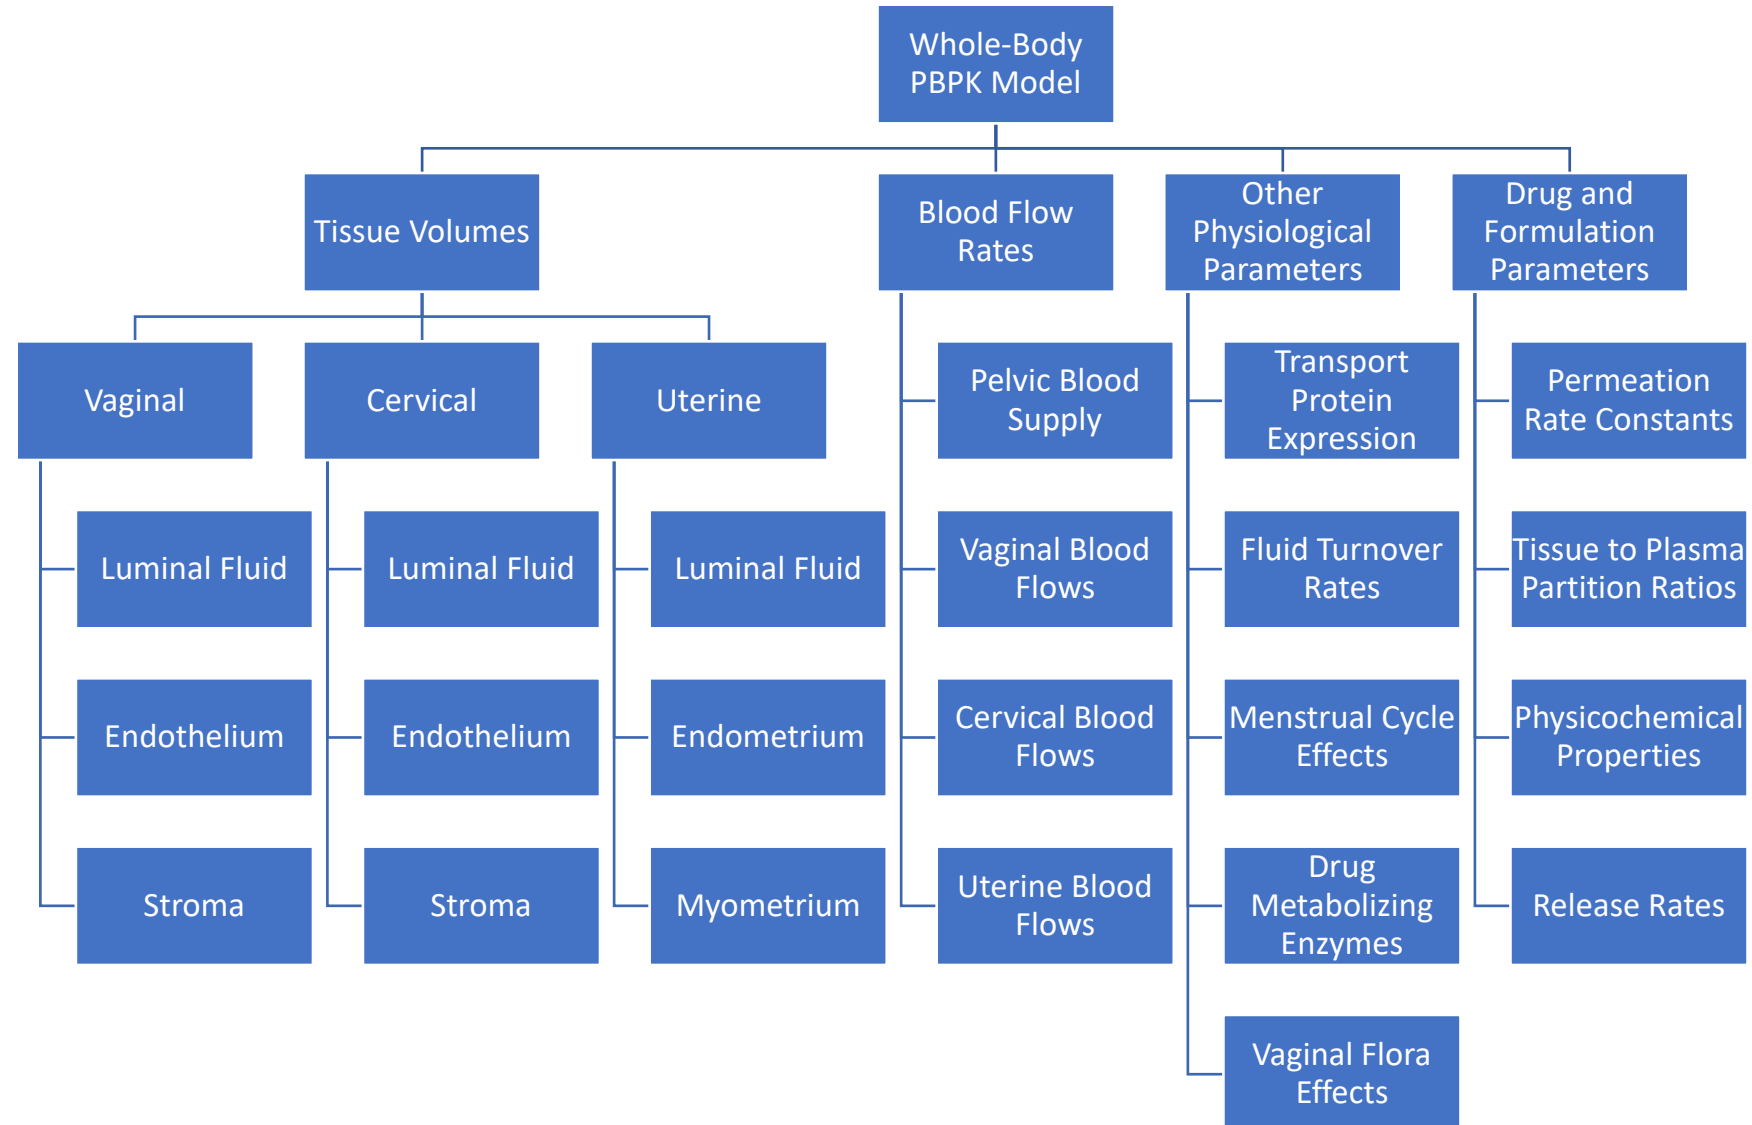 Whole-Body
PBPK Model
Tissue Volumes
Blood Flow
Rates
Other
Physiological
Parameters
Drug and
Formulation
Parameters
Vaginal
Cervical
Uterine
Luminal Fluid
Endothelium
Stroma
Luminal Fluid
Endothelium
Stroma
Luminal Fluid
Endometrium
Myometrium
Pelvic Blood
Supply
Vaginal Blood
Flows
Cervical Blood
Flows
Uterine Blood
Flows
Transport
Protein
Expression
Fluid Turnover
Rates
Menstrual Cycle
Effects
Drug
Metabolizing
Enzymes
Vaginal Flora
Effects
Permeation
Rate Constants
Tissue to Plasma
Partition Ratios
Physicochemical
Properties
Release Rates